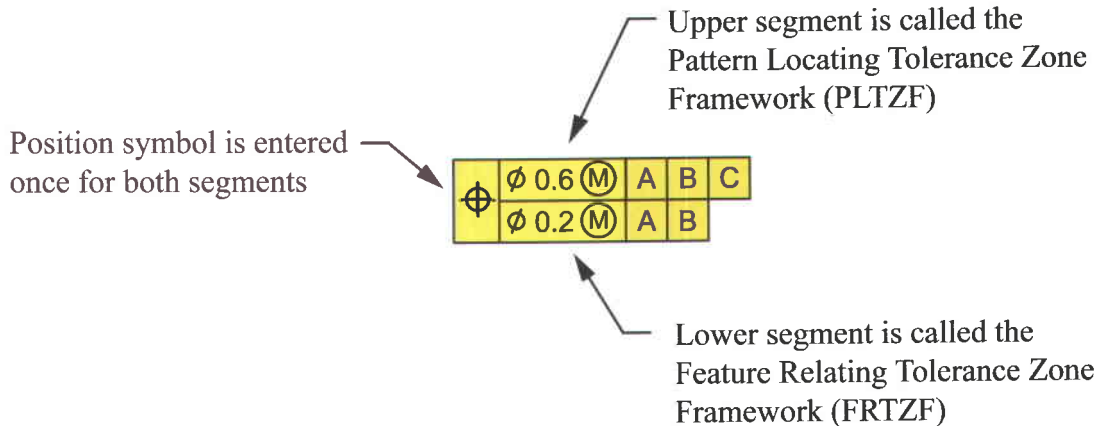 Upper segment is called the
Pattern Locating Tolerance Zone
Framework (PLTZF)
Position symbol is entered
once for both segments
⌖ ⌀ 0.6 Ⓜ A B C
⌀ 0.2 Ⓜ A B
Lower segment is called the
Feature Relating Tolerance Zone
Framework (FRTZF)